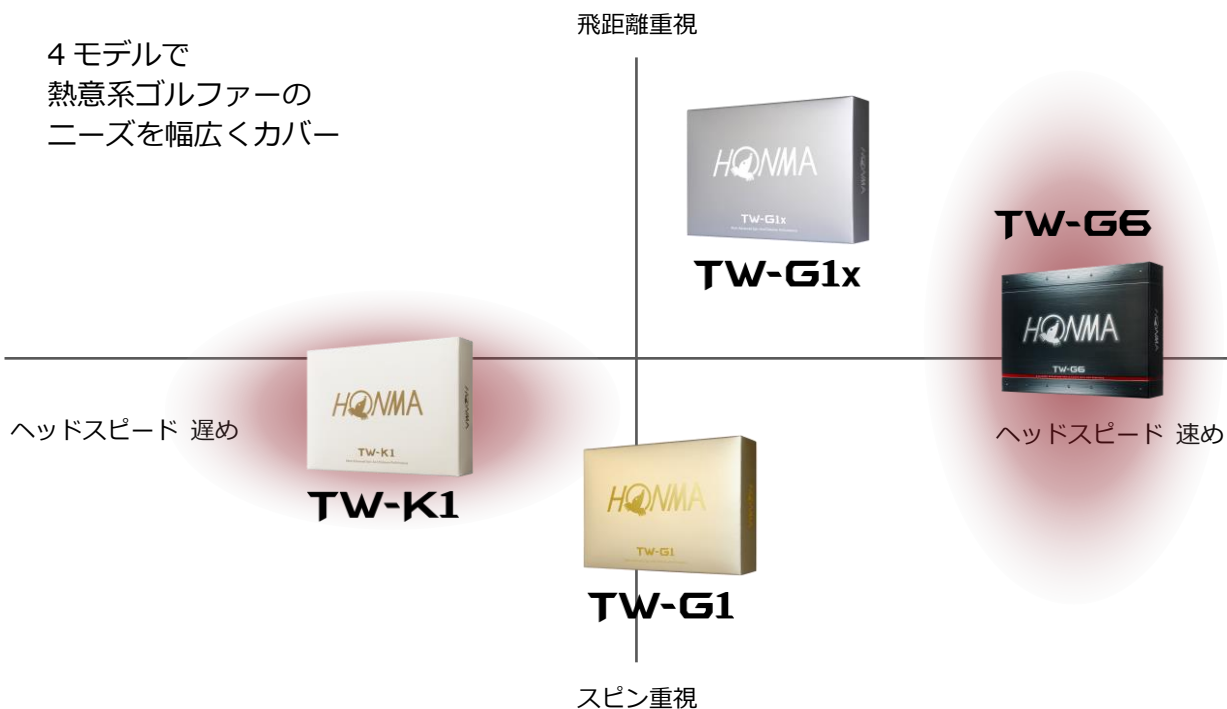 飛距離重視
4モデルで
熱意系ゴルファーの
ニーズを幅広くカバー
HONMA
TW-G1x
TW-G1x
TW-G6
HONMA
TW-G6
HONMA
TW-K1
TW-K1
ヘッドスピード 遅め
ヘッドスピード 速め
HONMA
TW-G1
TW-G1
スピン重視